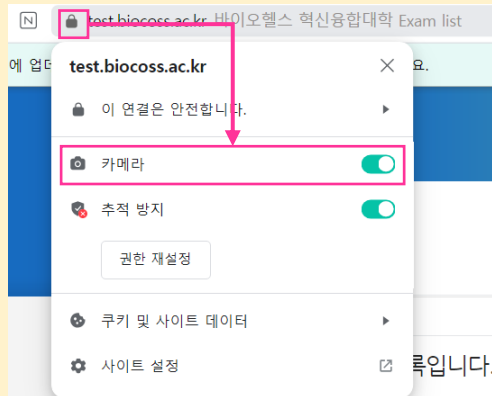 N test.biocoss.ac.kr 바이오헬스 혁신융합대학 Exam list
에 업데
요.
test.biocoss.ac.kr
이 연결은 안전합니다.
카메라
추적 방지
권한 재설정
쿠키 및 사이트 데이터
사이트 설정
록입니다.